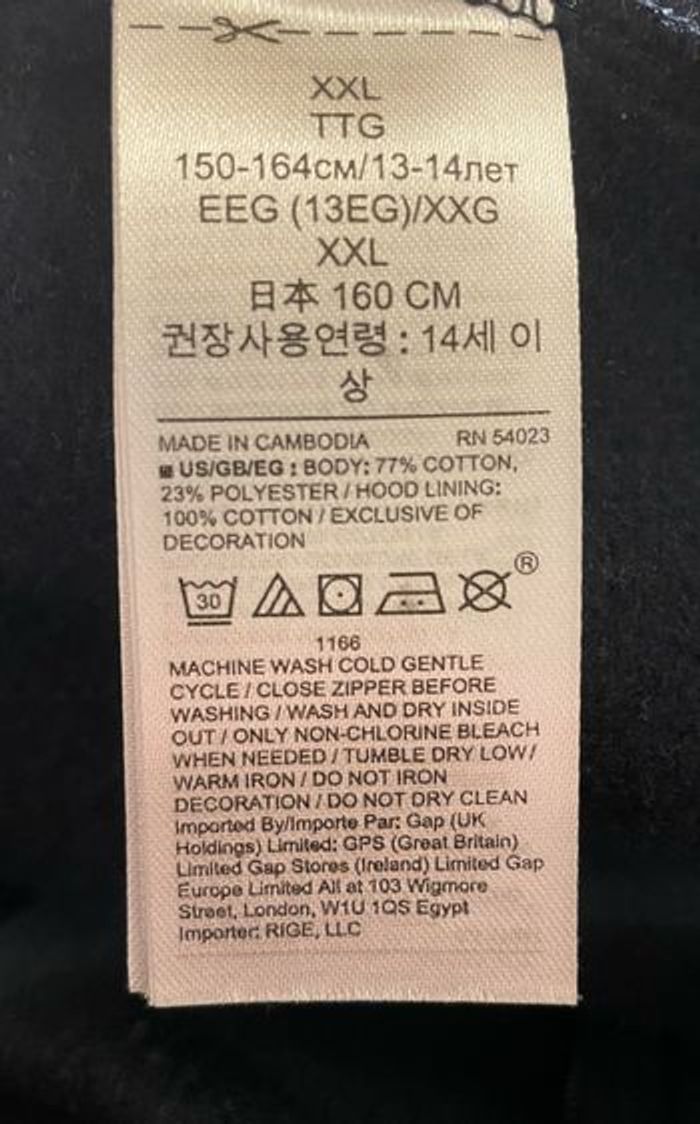 XXL
TTG
150-164см/13-14лет
EEG (13EG)/XXG
XXL
日本 160 CM
권장사용연령 : 14세 이
상
MADE IN CAMBODIA RN 54023
US/GB/EG : BODY: 77% COTTON,
23% POLYESTER / HOOD LINING:
100% COTTON / EXCLUSIVE OF
DECORATION
30 ®
1166
MACHINE WASH COLD GENTLE
CYCLE / CLOSE ZIPPER BEFORE
WASHING / WASH AND DRY INSIDE
OUT / ONLY NON-CHLORINE BLEACH
WHEN NEEDED / TUMBLE DRY LOW /
WARM IRON / DO NOT IRON
DECORATION / DO NOT DRY CLEAN
Imported By/Importe Par: Gap (UK
Holdings) Limited: GPS (Great Britain)
Limited Gap Stores (Ireland) Limited Gap
Europe Limited All at 103 Wigmore
Street, London, W1U 1QS Egypt
Importer: RIGE, LLC